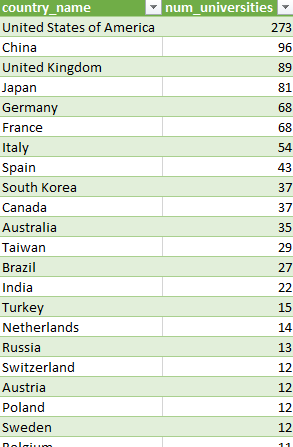 country_name num_universities
United States of America 273
China 96
United Kingdom 89
Japan 81
Germany 68
France 68
Italy 54
Spain 43
South Korea 37
Canada 37
Australia 35
Taiwan 29
Brazil 27
India 22
Turkey 15
Netherlands 14
Russia 13
Switzerland 12
Austria 12
Poland 12
Sweden 12
Belgium 11